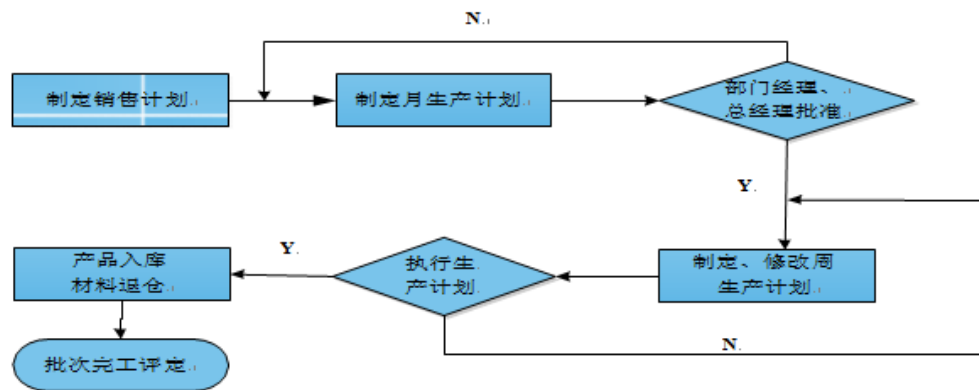 N
制定销售计划
制定月生产计划
部门经理、
总经理批准
Y
产品入库
材料退仓
Y
执行生
产计划
制定、修改周
生产计划
批次完工评定
N